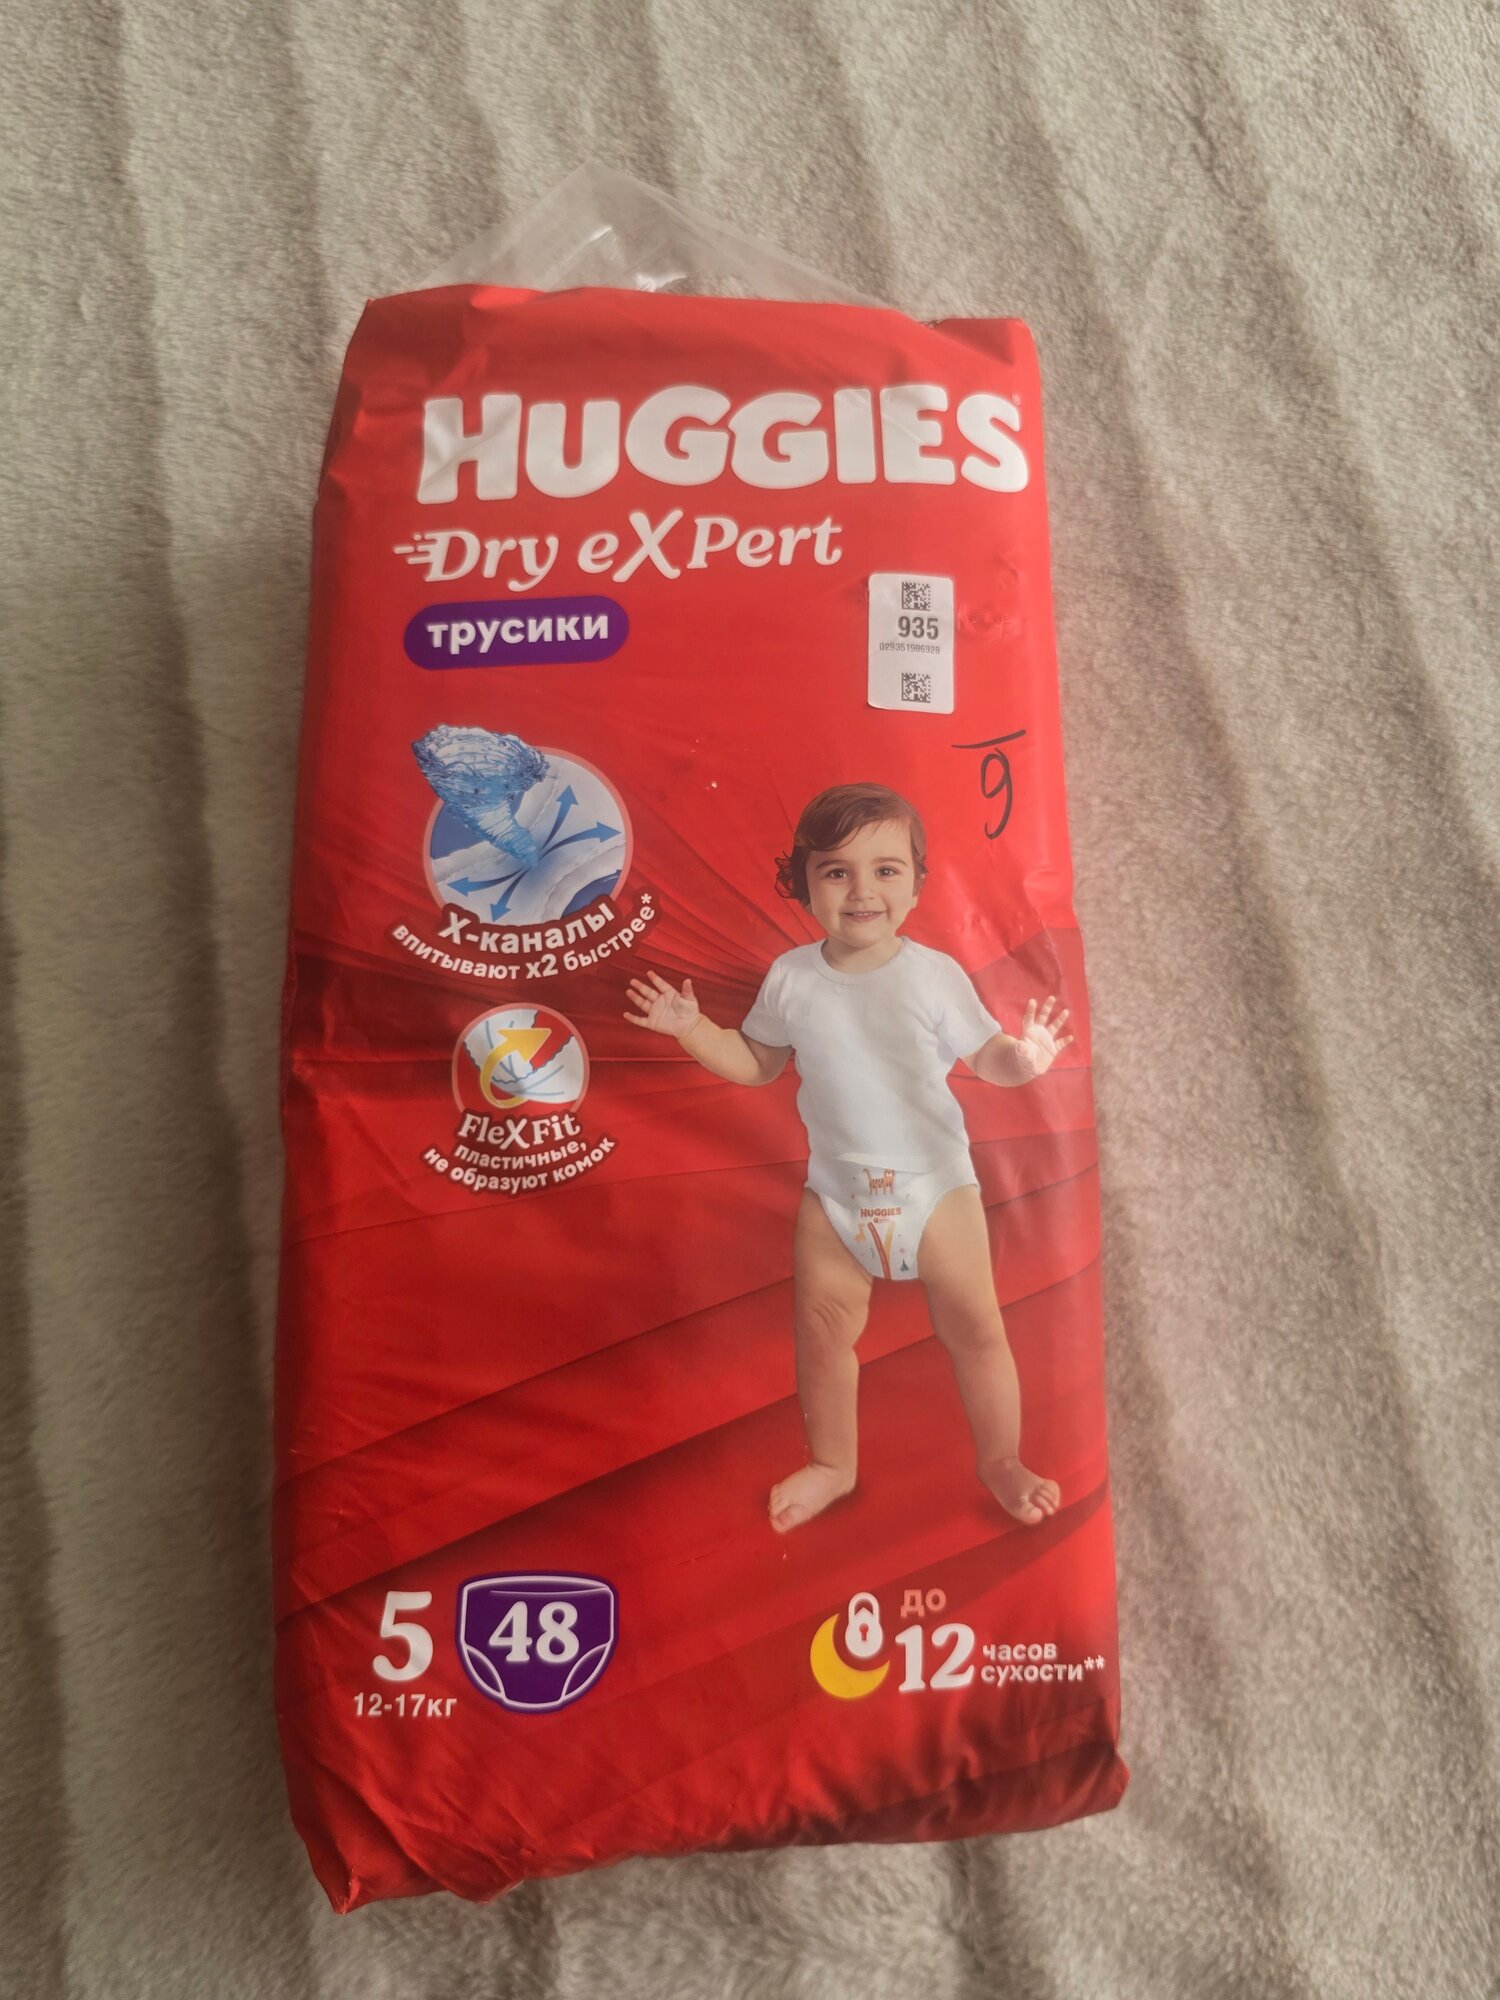 HUGGIES
Dry eXPert
трусики
935
029351986928
9
X-каналы
впитывают x2 быстрее*
FleXFit
пластичные,
не образуют комок
HUGGIES
5
48
12-17кг
до
12 часов
сухости**